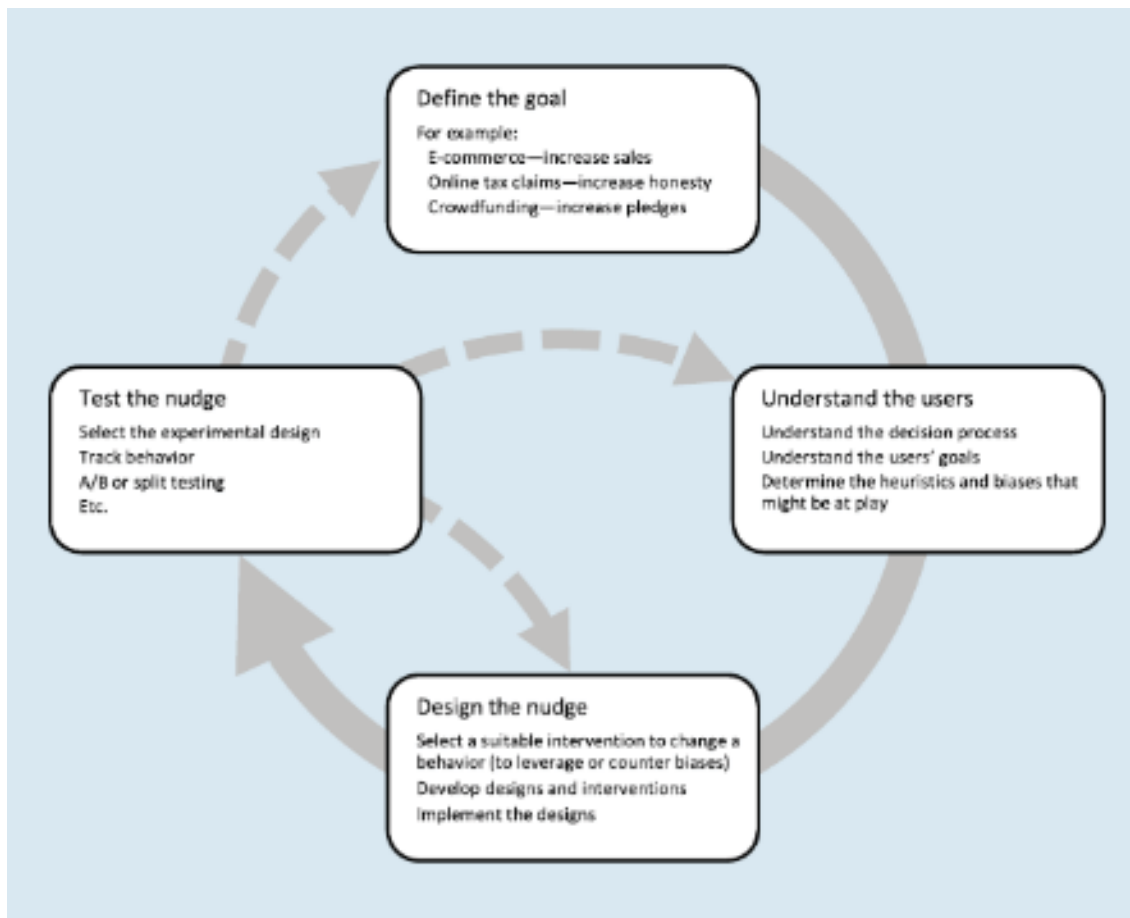 Define the goal
For example:
E-commerce—increase sales
Online tax claims—increase honesty
Crowdfunding—increase pledges
Test the nudge
Select the experimental design
Track behavior
A/B or split testing
Etc.
Understand the users
Understand the decision process
Understand the users' goals
Determine the heuristics and biases that
might be at play
Design the nudge
Select a suitable intervention to change a
behavior (to leverage or counter biases)
Develop designs and interventions
Implement the designs